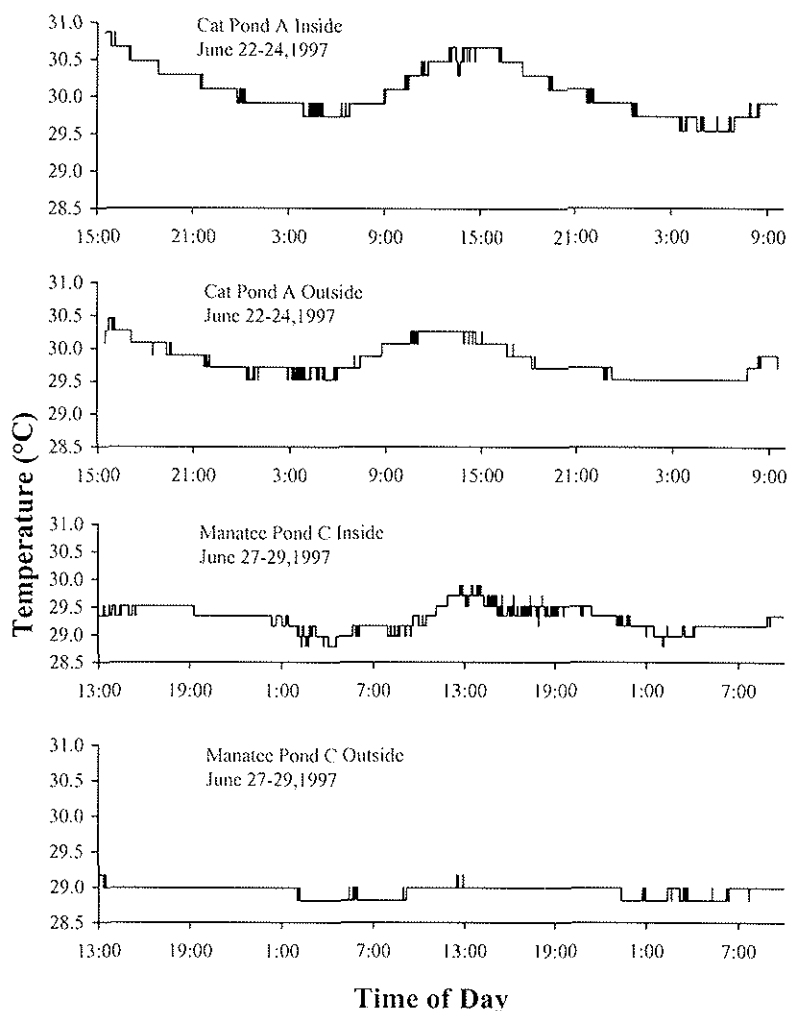 Cat Pond A Inside
June 22-24,1997
31.0
30.5
30.0
29.5
29.0
28.5
15:00 21:00 3:00 9:00 15:00 21:00 3:00 9:00
Cat Pond A Outside
June 22-24,1997
31.0
30.5
30.0
29.5
29.0
28.5
15:00 21:00 3:00 9:00 15:00 21:00 3:00 9:00
Manatee Pond C Inside
June 27-29,1997
31.0
30.5
30.0
29.5
29.0
28.5
13:00 19:00 1:00 7:00 13:00 19:00 1:00 7:00
Manatee Pond C Outside
June 27-29,1997
31.0
30.5
30.0
29.5
29.0
28.5
13:00 19:00 1:00 7:00 13:00 19:00 1:00 7:00
Temperature (°C)
Time of Day